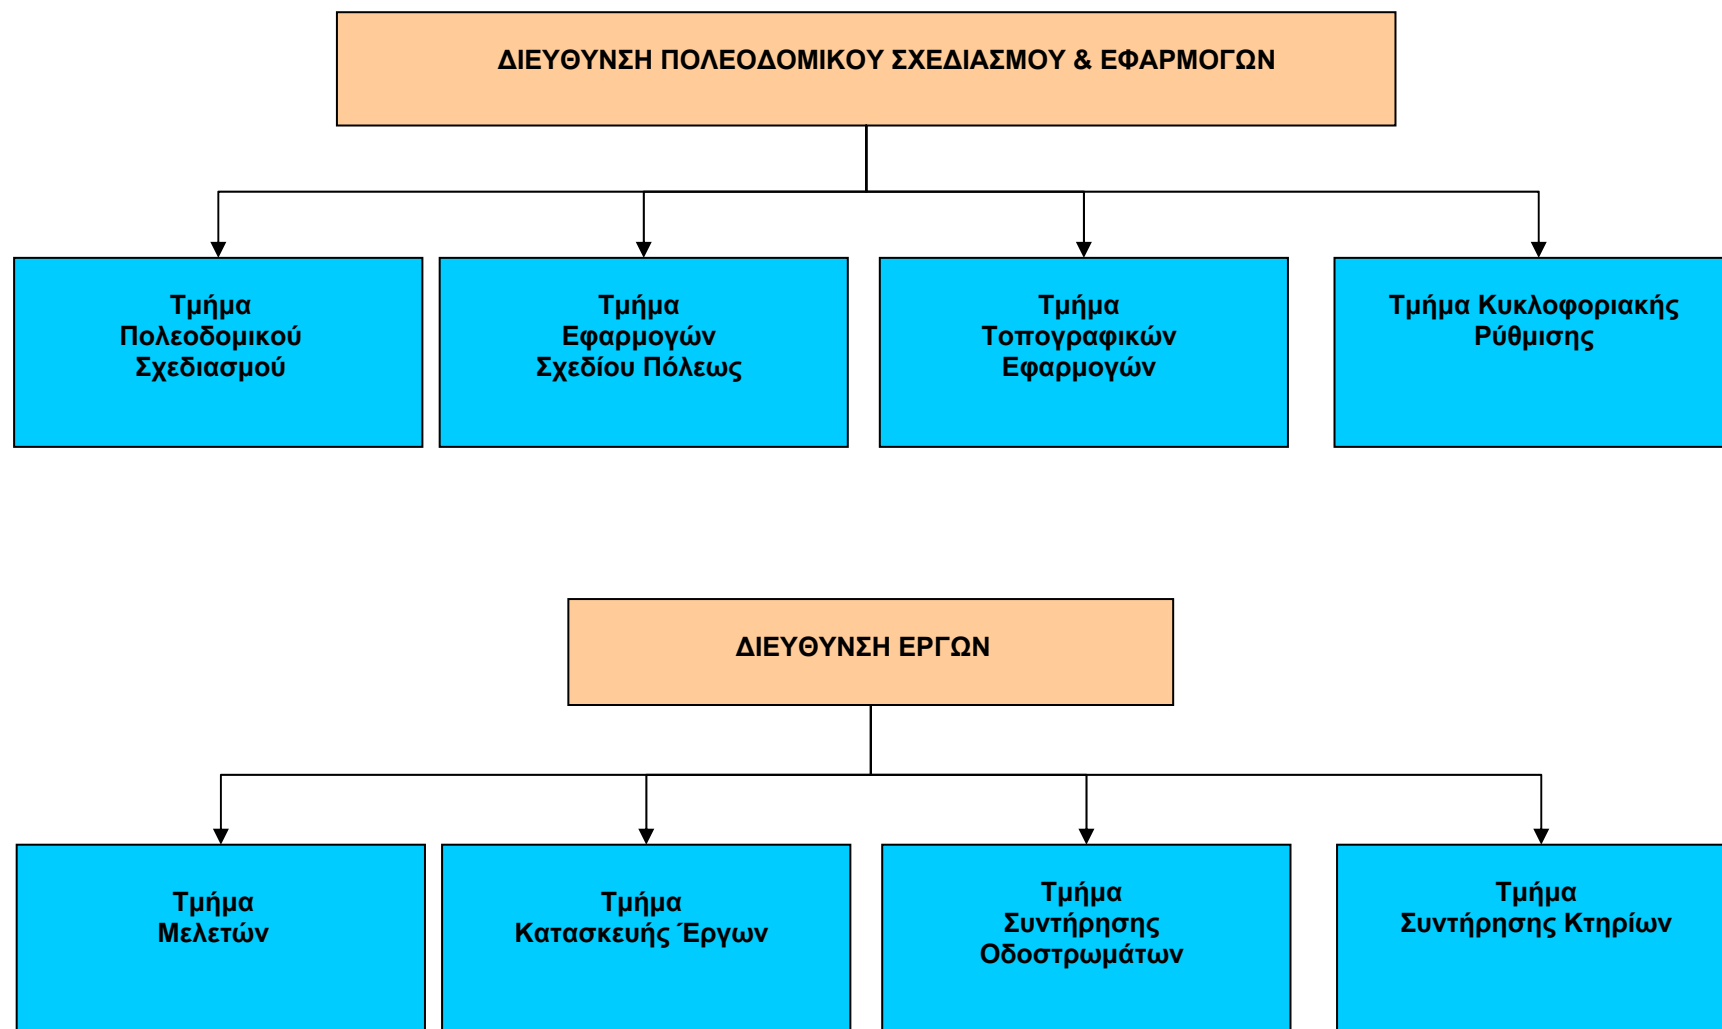 ΔΙΕΥΘΥΝΣΗ ΠΟΛΕΟΔΟΜΙΚΟΥ ΣΧΕΔΙΑΣΜΟΥ & ΕΦΑΡΜΟΓΩΝ
Τμήμα
Πολεοδομικού
Σχεδιασμού
Τμήμα
Εφαρμογών
Σχεδίου Πόλεως
Τμήμα
Τοπογραφικών
Εφαρμογών
Τμήμα Κυκλοφοριακής
Ρύθμισης
ΔΙΕΥΘΥΝΣΗ ΕΡΓΩΝ
Τμήμα
Μελετών
Τμήμα
Κατασκευής Έργων
Τμήμα
Συντήρησης
Οδοστρωμάτων
Τμήμα
Συντήρησης Κτηρίων